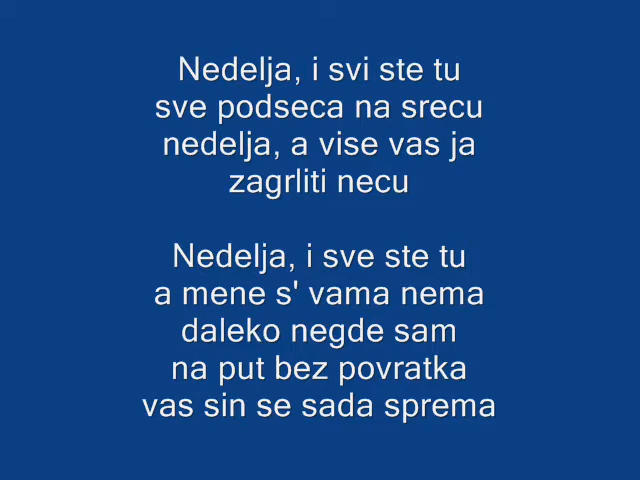 Nedelja, i svi ste tu
sve podseca na srecu
nedelja, a vise vas ja
zagrliti necu
Nedelja, i sve ste tu
a mene s' vama nema
daleko negde sam
na put bez povratka
vas sin se sada sprema